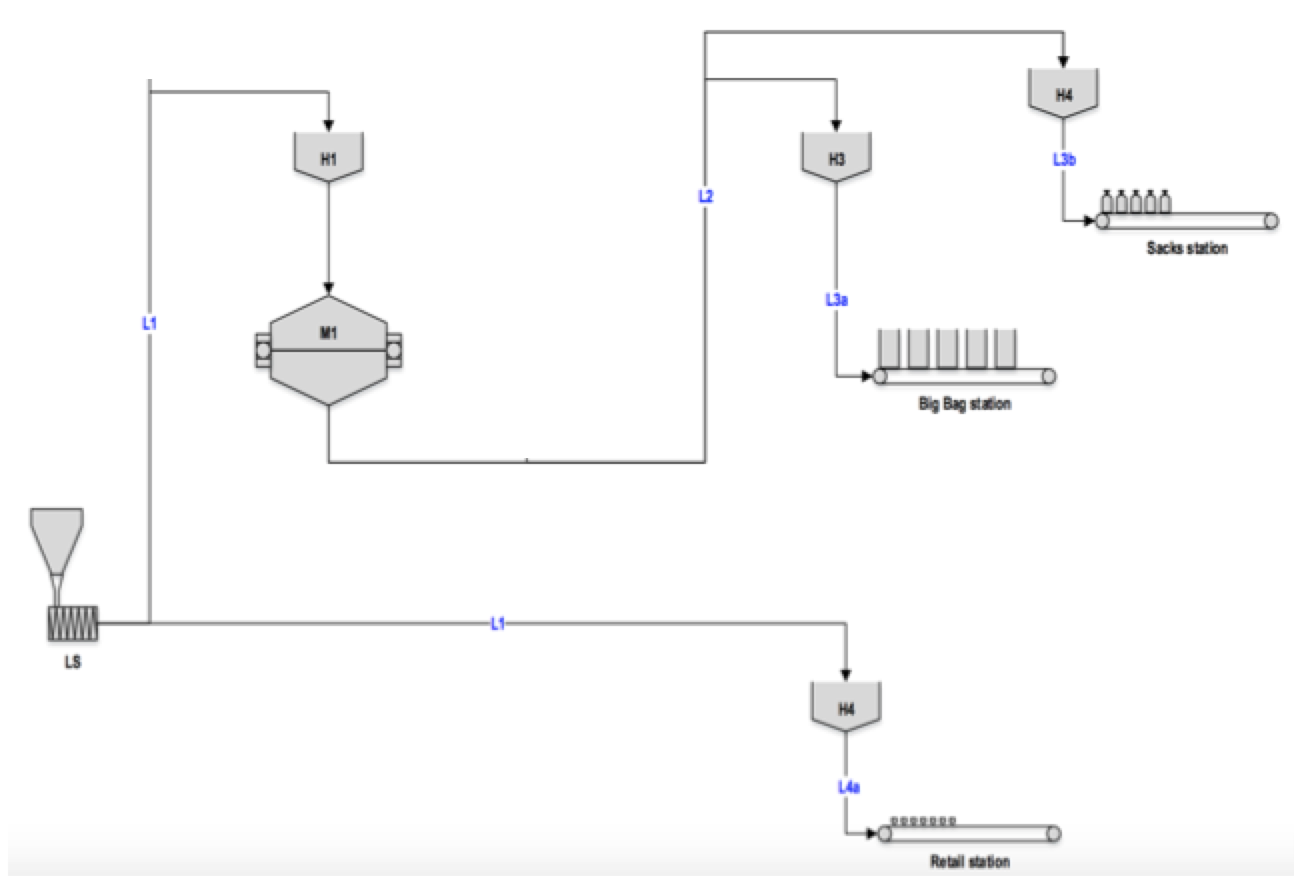 H4
H1
H3
L3b
L2
Sacks station
L3a
L1
M1
Big Bag station
L1
LS
H4
L4a
Retail station